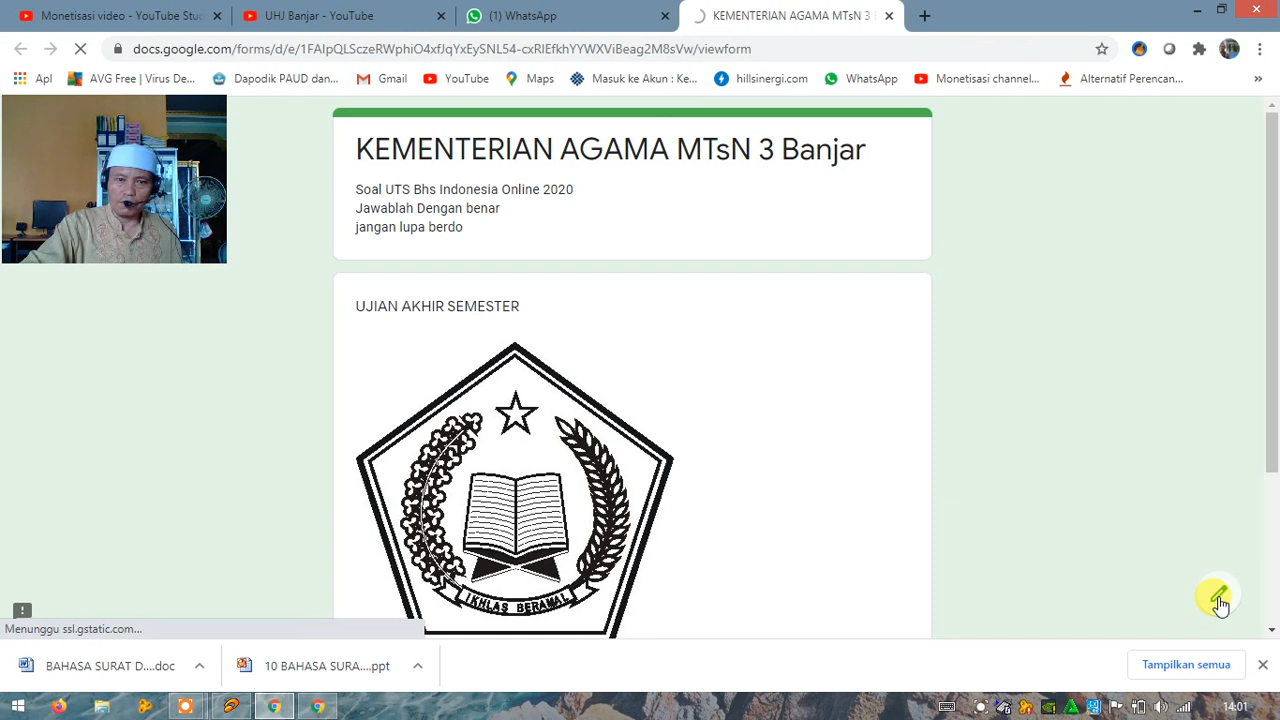 Monetisasi video - YouTube Stu
UHJ Banjar - YouTube
(1) WhatsApp
KEMENTERIAN AGAMA MTsN 3
docs.google.com/forms/d/e/1FAIpQLSczeRWphiO4xfJqYxEySNL54-cxRlEfkhYYWXViBeag2M8sVw/viewform
Apl
AVG Free | Virus De...
Dapodik PAUD dan...
Gmail
YouTube
Maps
Masuk ke Akun : Ke...
hillsinergi.com
WhatsApp
Monetisasi channel...
Alternatif Perencan...
KEMENTERIAN AGAMA MTsN 3 Banjar
Soal UTS Bhs Indonesia Online 2020
Jawablah Dengan benar
jangan lupa berdo
UJIAN AKHIR SEMESTER
IKHLAS BERAMAL
Menunggu ssl.gstatic.com...
BAHASA SURAT D....doc
10 BAHASA SURA....ppt
Tampilkan semua
14:01